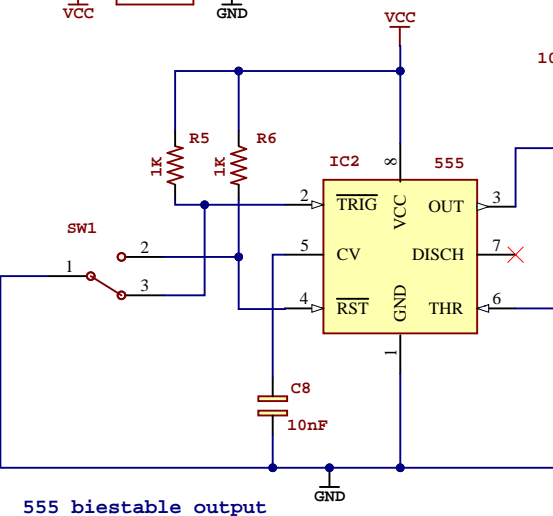 VCC
GND
VCC
10
R5
1K
R6
1K
IC2
8
555
2
TRIG
VCC
OUT
3
SW1
1
2
3
5
CV
DISCH
7
4
RST
GND
THR
6
1
C8
10nF
GND
555 biestable output